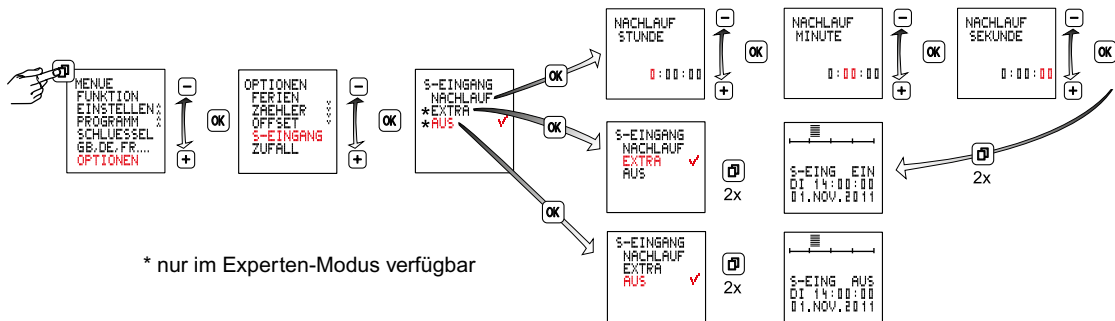 MENUE
FUNKTION
EINSTELLEN
PROGRAMM
SCHLUESSEL
GB,DE,FR....
OPTIONEN
−
OK
+
OPTIONEN
FERIEN
ZAEHLER
OFFSET
S-EINGANG
ZUFALL
−
OK
+
S-EINGANG
NACHLAUF
*EXTRA
*AUS ✓
OK
OK
OK
NACHLAUF
STUNDE
0:00:00
−
OK
+
NACHLAUF
MINUTE
0:00:00
−
OK
+
NACHLAUF
SEKUNDE
0:00:00
−
OK
+
S-EINGANG
NACHLAUF
EXTRA ✓
AUS
2x
S-EING EIN
DI 14:00:00
01.NOV.2011
2x
S-EINGANG
NACHLAUF
EXTRA
AUS ✓
2x
S-EING AUS
DI 14:00:00
01.NOV.2011
* nur im Experten-Modus verfügbar